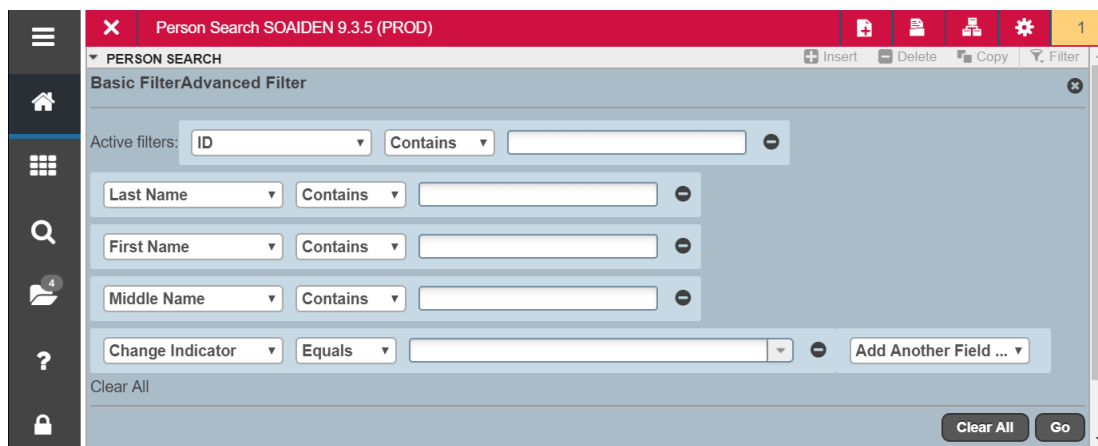 Person Search SOAIDEN 9.3.5 (PROD) 1
PERSON SEARCH Insert Delete Copy Filter
Basic FilterAdvanced Filter
Active filters: ID Contains
Last Name Contains
First Name Contains
4
Middle Name Contains
Change Indicator Equals Add Another Field ...
Clear All
Clear All Go